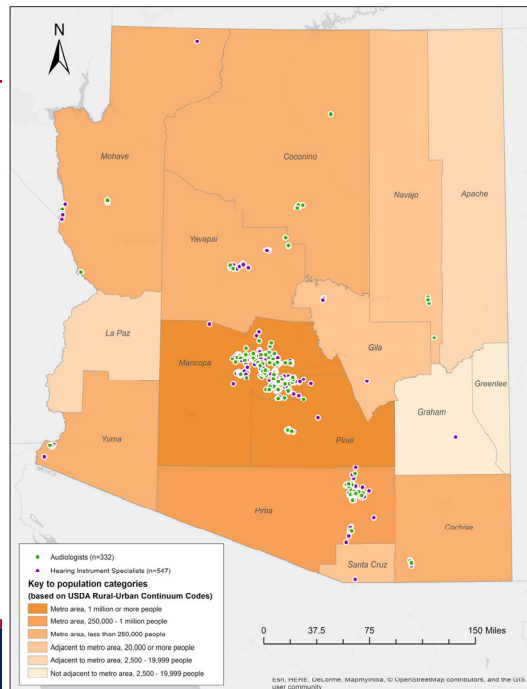 N
Mohave
Coconino
Navajo
Apache
Yavapai
La Paz
Gila
Maricopa
Greenlee
Graham
Yuma
Pinal
MEXICO
Pima
Cochise
Santa Cruz
Audiologists (n=332)
Hearing Instrument Specialists (n=547)
Key to population categories
(based on USDA Rural-Urban Continuum Codes)
Metro area, 1 million or more people
Metro area, 250,000 - 1 million people
Metro area, less than 250,000 people
Adjacent to metro area, 20,000 or more people
Adjacent to metro area, 2,500 - 19,999 people
Not adjacent to metro area, 2,500 - 19,999 people
0 37.5 75 150 Miles
Esri, HERE, DeLorme, MapmyIndia, © OpenStreetMap contributors, and the GIS
user community